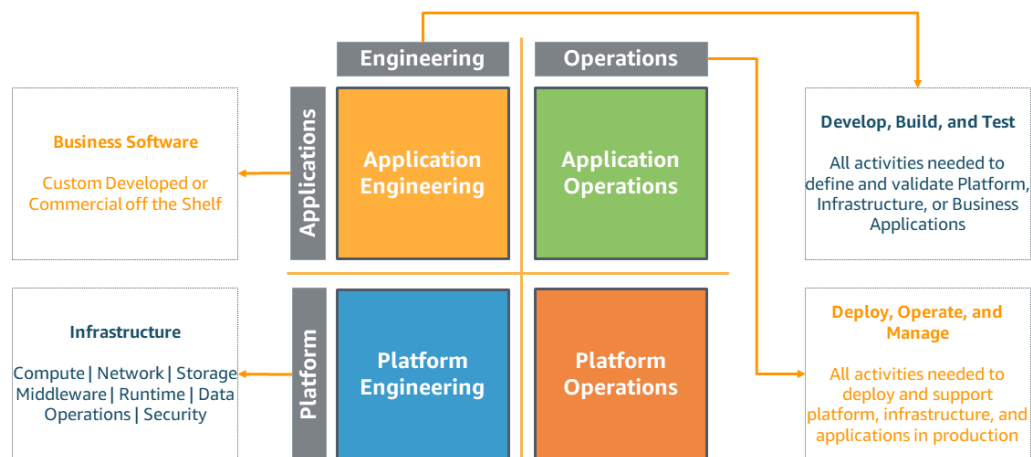 Engineering
Operations
Applications
Platform
Business Software
Custom Developed or
Commercial off the Shelf
Application
Engineering
Application
Operations
Develop, Build, and Test
All activities needed to
define and validate Platform,
Infrastructure, or Business
Applications
Infrastructure
Compute | Network | Storage
Middleware | Runtime | Data
Operations | Security
Platform
Engineering
Platform
Operations
Deploy, Operate, and
Manage
All activities needed to
deploy and support
platform, infrastructure, and
applications in production